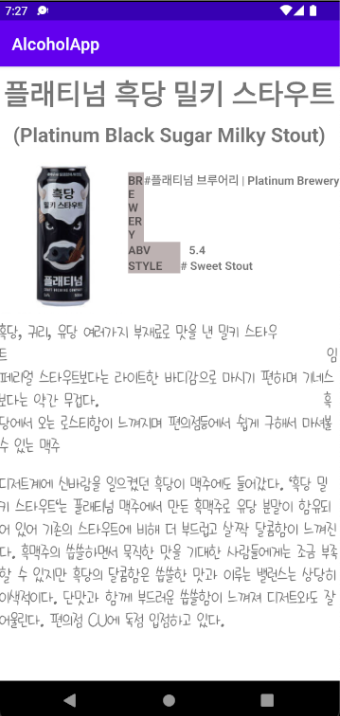 7:27
AlcoholApp
플래티넘 흑당 밀키 스타우트
(Platinum Black Sugar Milky Stout)
흑당
밀키 스타우트
플래티넘
BR
E
W
ER
Y
#플래티넘 브루어리 | Platinum Brewery
ABV 5.4
STYLE # Sweet Stout
흑당, 귀리, 유당 여러가지 부재료로 맛을 낸 밀키 스타우
트 임
페리얼 스타우트보다는 라이트한 바디감으로 마시기 편하며 기네스
보다는 약간 무겁다. 흑
당에서 오는 로스티함이 느껴지며 편의점등에서 쉽게 구해서 마셔볼
수 있는 맥주
디저트계에 신바람을 일으켰던 흑당이 맥주에도 들어갔다. '흑당 밀
키 스타우트'는 플래티넘 맥주에서 만든 흑맥주로 유당 분말이 함유되
어 있어 기존의 스타우트에 비해 더 부드럽고 살짝 달콤함이 느껴진
다. 흑맥주의 씁쓸하면서 묵직한 맛을 기대한 사람들에게는 조금 부족
할 수 있지만 흑당의 달콤함은 씁쓸한 맛과 이루는 밸런스는 상당히
이색적이다. 단맛과 함께 부드러운 씁쓸함이 느껴져 디저트와도 잘
어울린다. 편의점 CU에 독점 입점하고 있다.